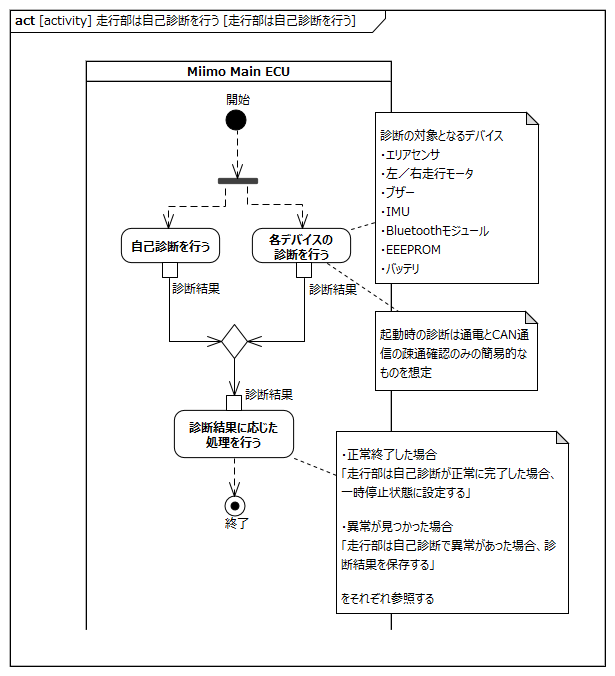 act [activity] 走行部は自己診断を行う [走行部は自己診断を行う]
Miimo Main ECU
開始
診断の対象となるデバイス
・エリアセンサ
・左／右走行モータ
・ブザー
・IMU
・Bluetoothモジュール
・EEEPROM
・バッテリ
自己診断を行う
各デバイスの
診断を行う
診断結果
診断結果
起動時の診断は通電とCAN通
信の疎通確認のみの簡易的な
ものを想定
診断結果
診断結果に応じた
処理を行う
・正常終了した場合
「走行部は自己診断が正常に完了した場合、
一時停止状態に設定する」
・異常が見つかった場合
「走行部は自己診断で異常があった場合、診
断結果を保存する」
をそれぞれ参照する
終了